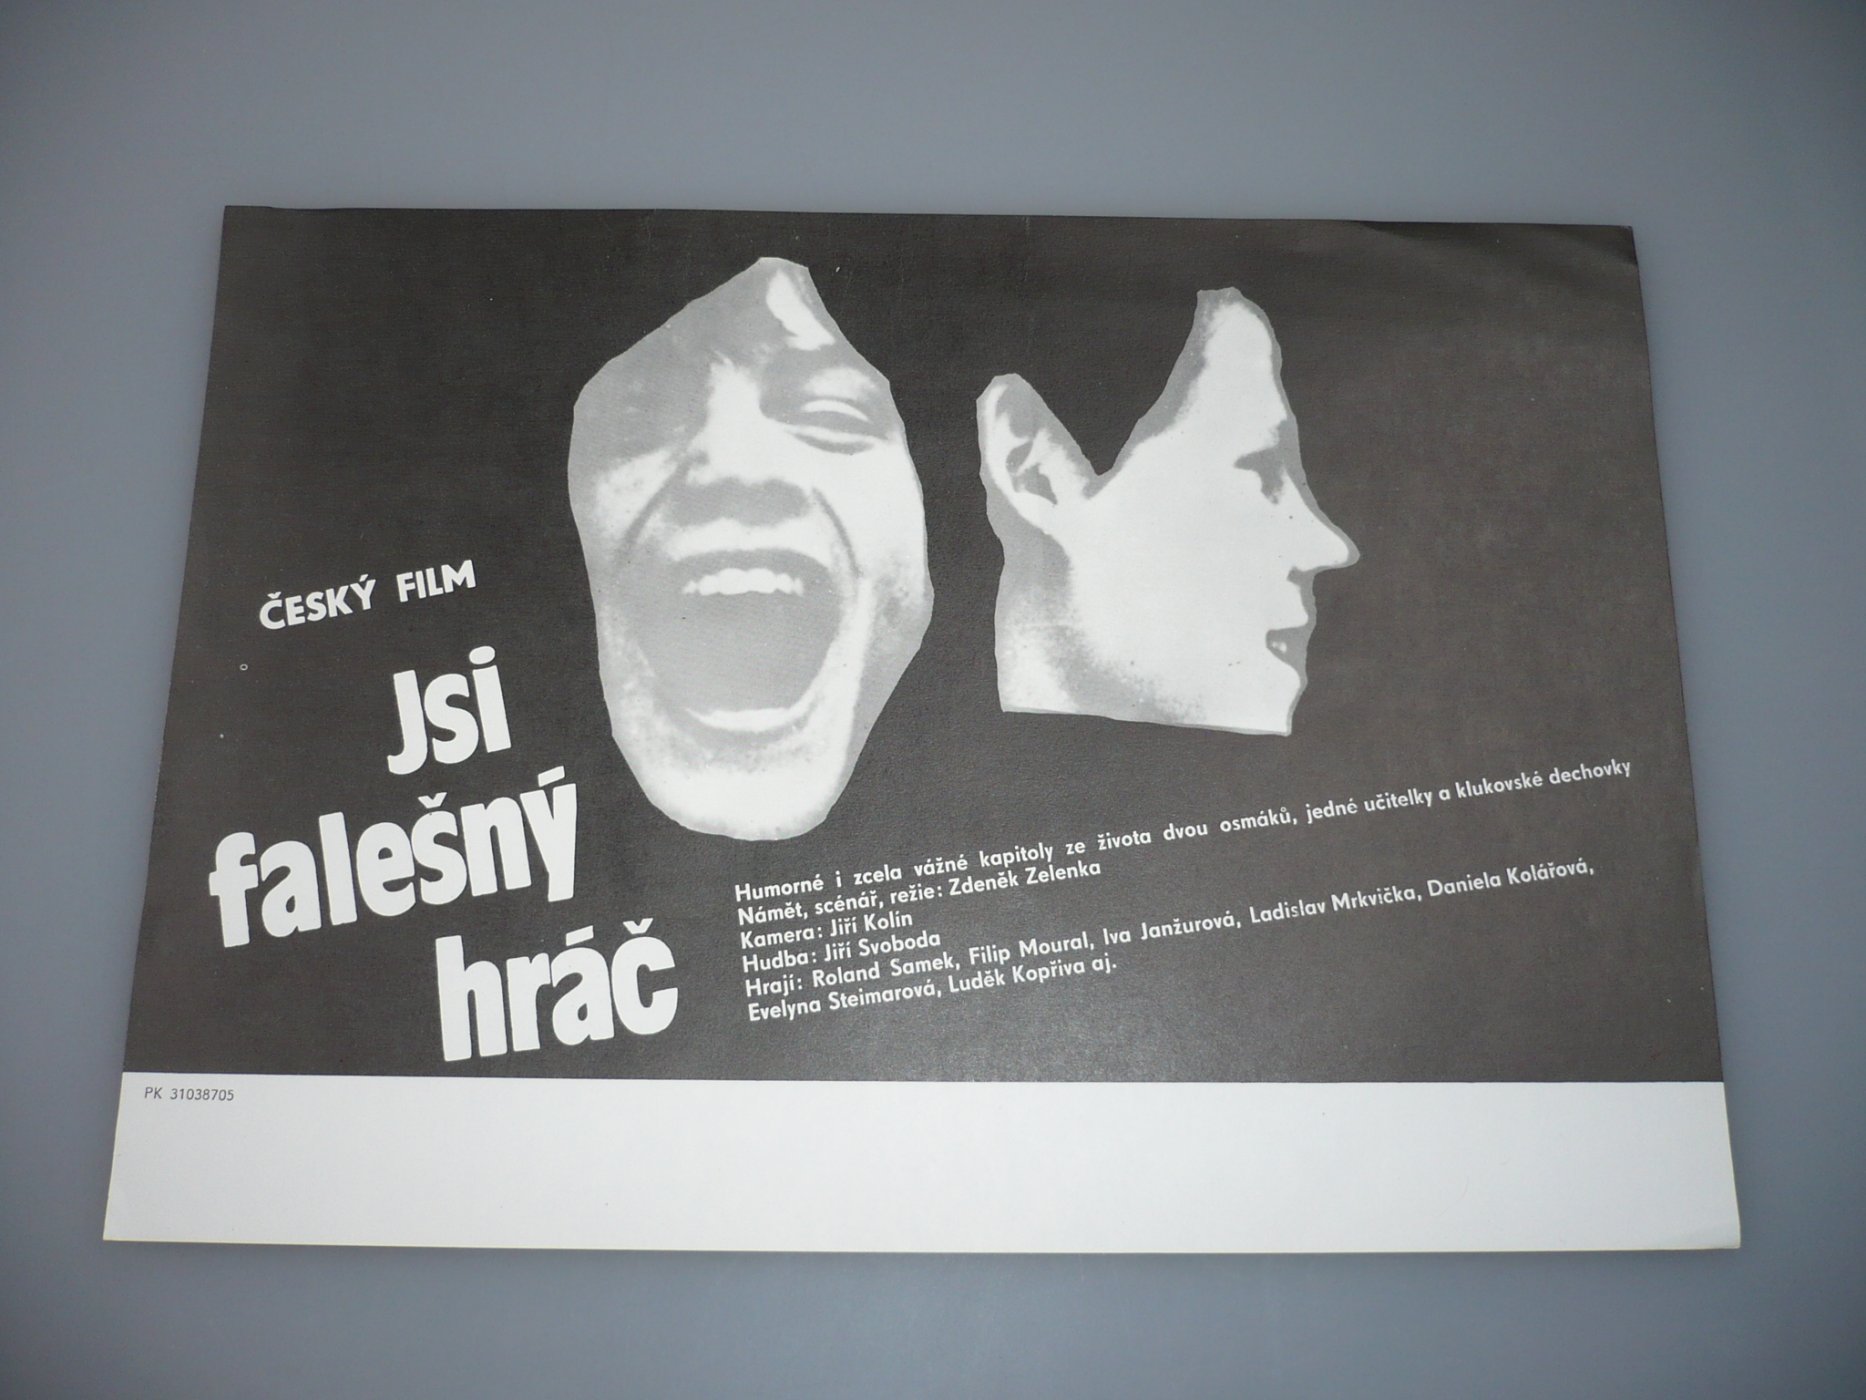 ČESKÝ FILM
Jsi
falešný
hráč
Humorné i zcela vážné kapitoly ze života dvou osmáků, jedné učitelky a klukovské dechovky
Námět, scénář, režie: Zdeněk Zelenka
Kamera: Jiří Kolín
Hudba: Jiří Svoboda
Hrají: Roland Samek, Filip Moural, Iva Janžurová, Ladislav Mrkvička, Daniela Kolářová,
Evelyna Steimarová, Luděk Kopřiva aj.
PK 31038705